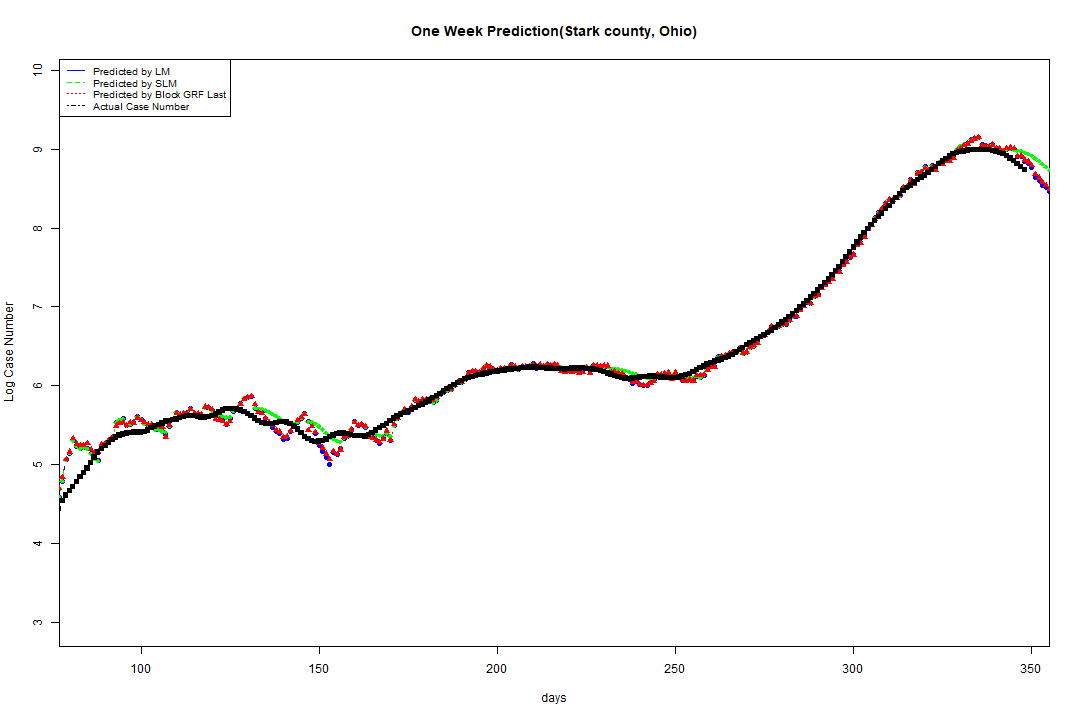 One Week Prediction(Stark county, Ohio)
Predicted by LM
Predicted by SLM
Predicted by Block GRF Last
Actual Case Number
10
9
8
7
6
5
4
3
Log Case Number
100 150 200 250 300 350
days